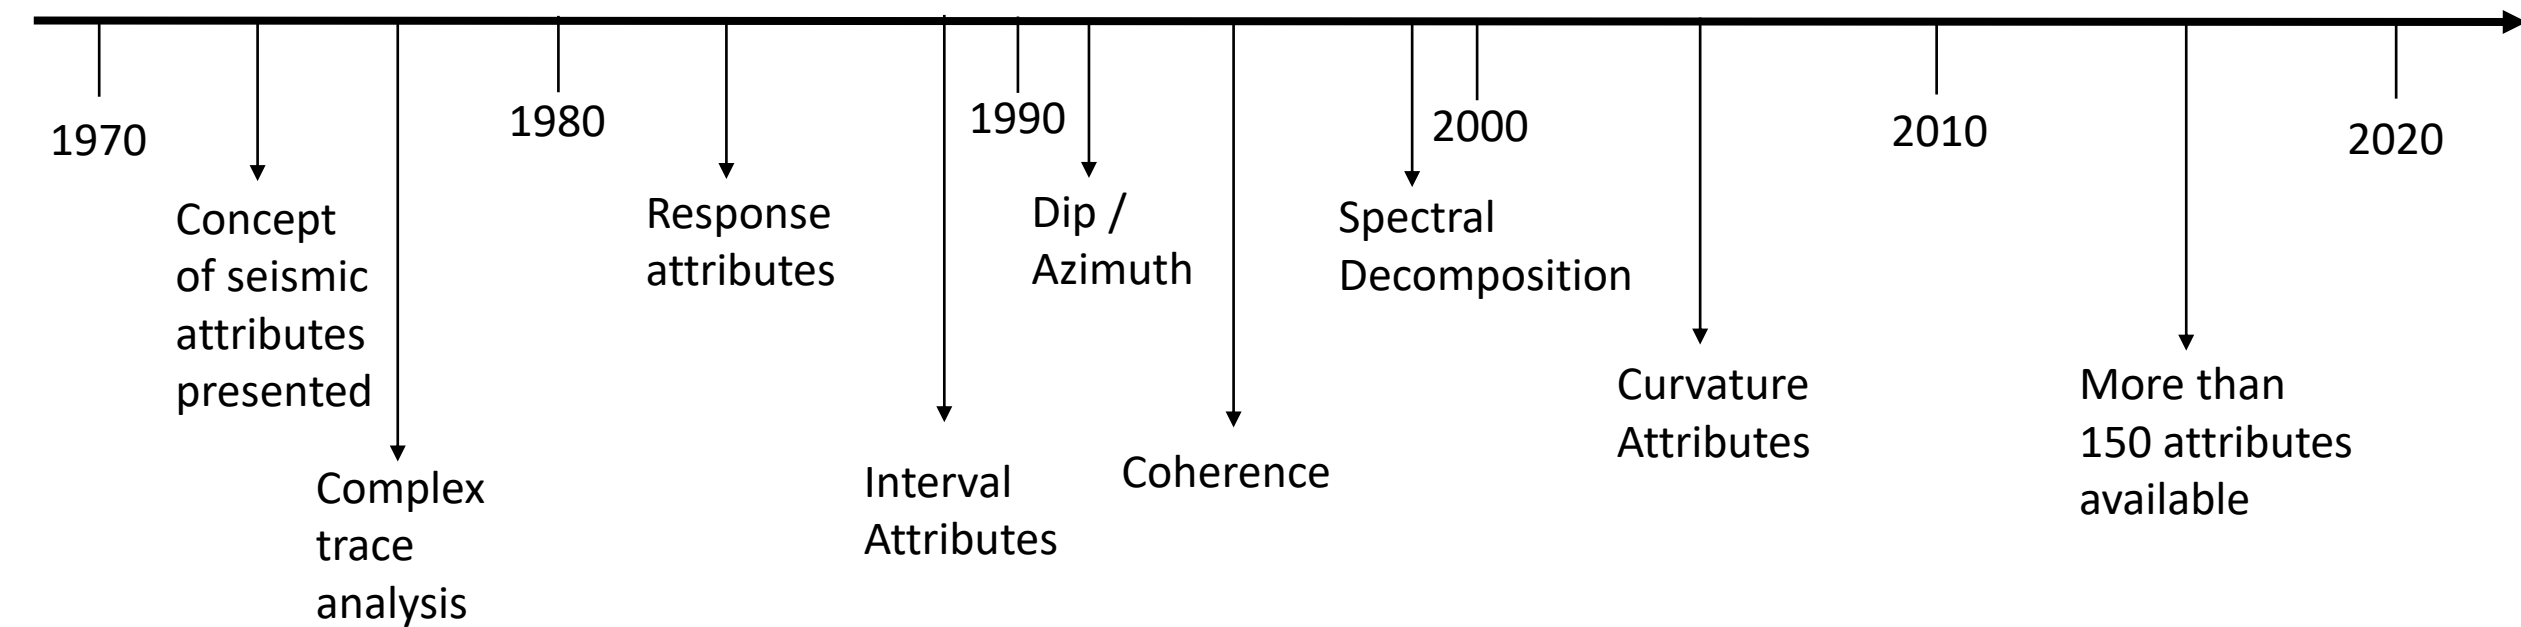 1970
1980
1990
2000
2010
2020
Concept
of seismic
attributes
presented
Complex
trace
analysis
Response
attributes
Interval
Attributes
Dip /
Azimuth
Coherence
Spectral
Decomposition
Curvature
Attributes
More than
150 attributes
available